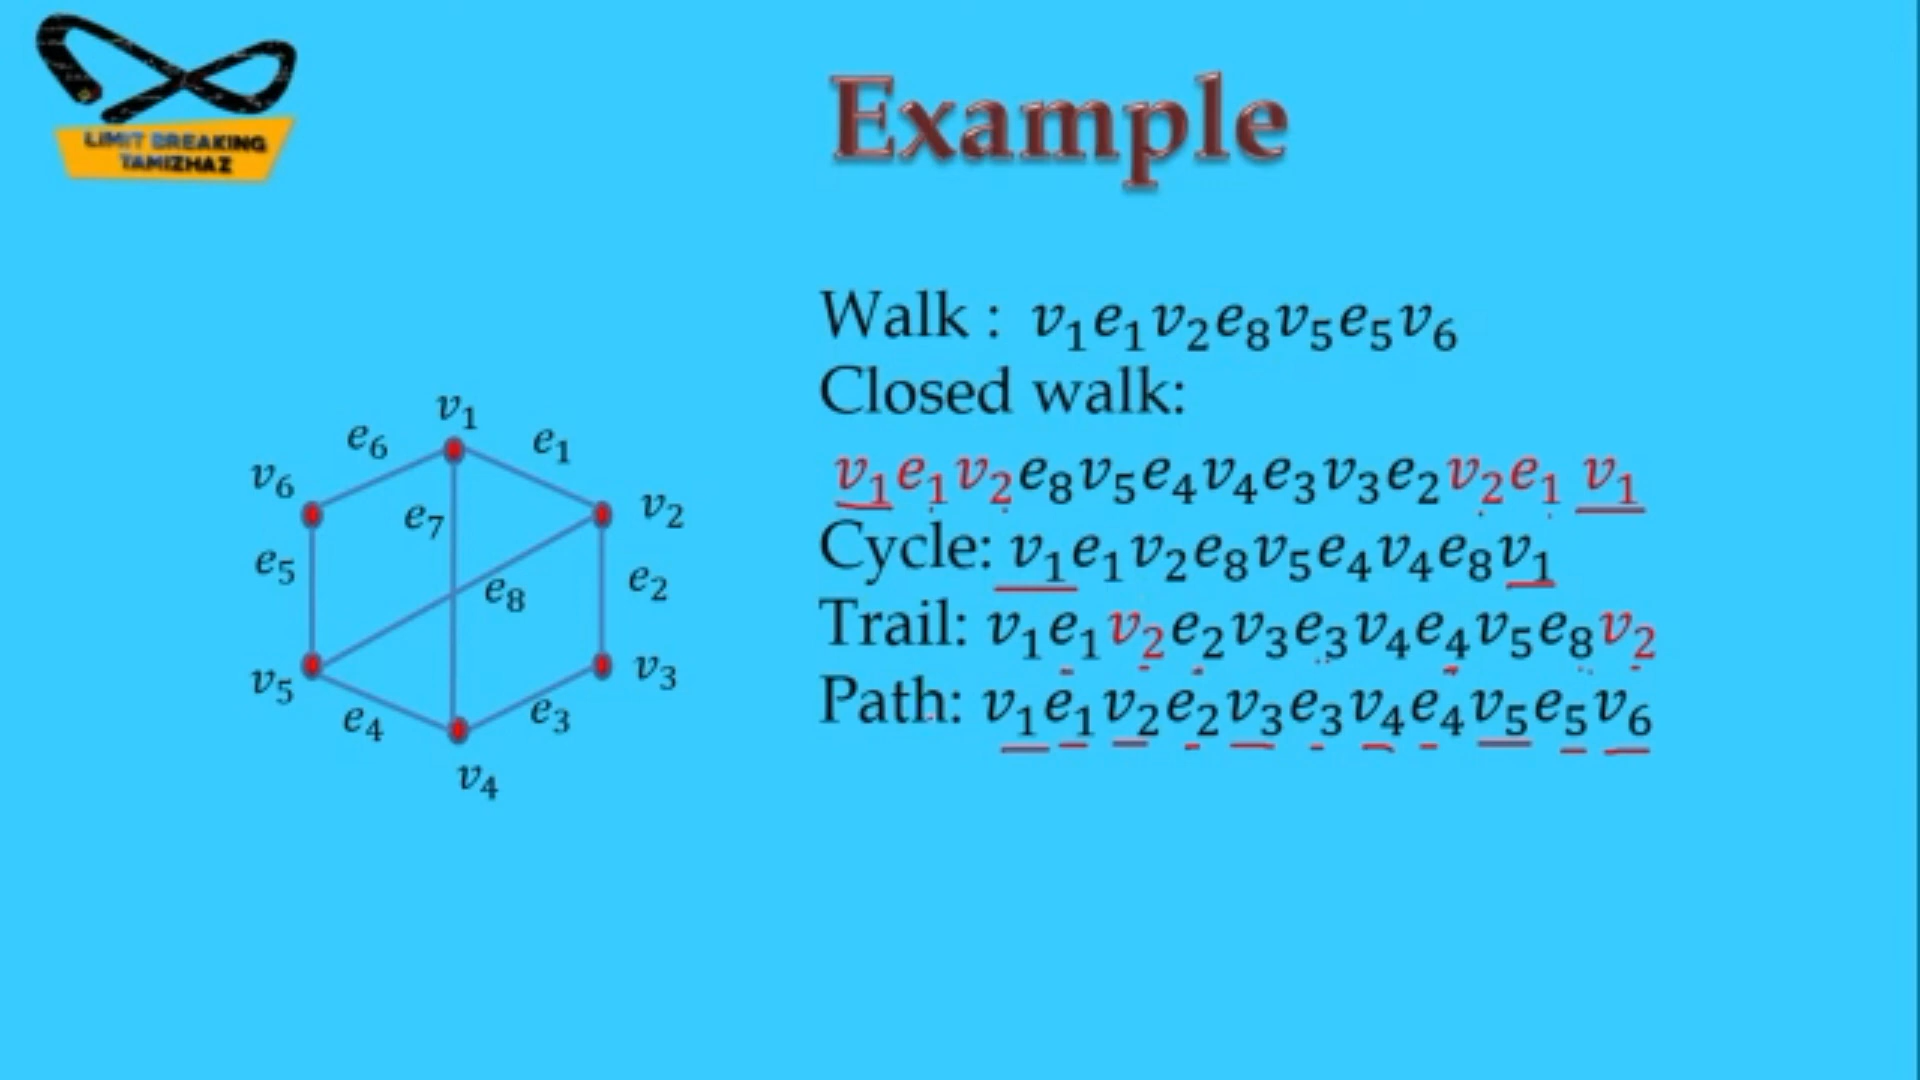 LIMIT BREAKING
TAMIZHAZ
Example
Walk : v₁e₁v₂e₈v₅e₅v₆
Closed walk:
v₁e₁v₂e₈v₅e₄v₄e₃v₃e₂v₂e₁ v₁
Cycle: v₁e₁v₂e₈v₅e₄v₄e₈v₁
Trail: v₁e₁v₂e₂v₃e₃v₄e₄v₅e₈v₂
Path: v₁e₁v₂e₂v₃e₃v₄e₄v₅e₅v₆
v₁
e₆
e₁
v₆
v₂
e₇
e₅
e₈
e₂
v₅
v₃
e₄
e₃
v₄